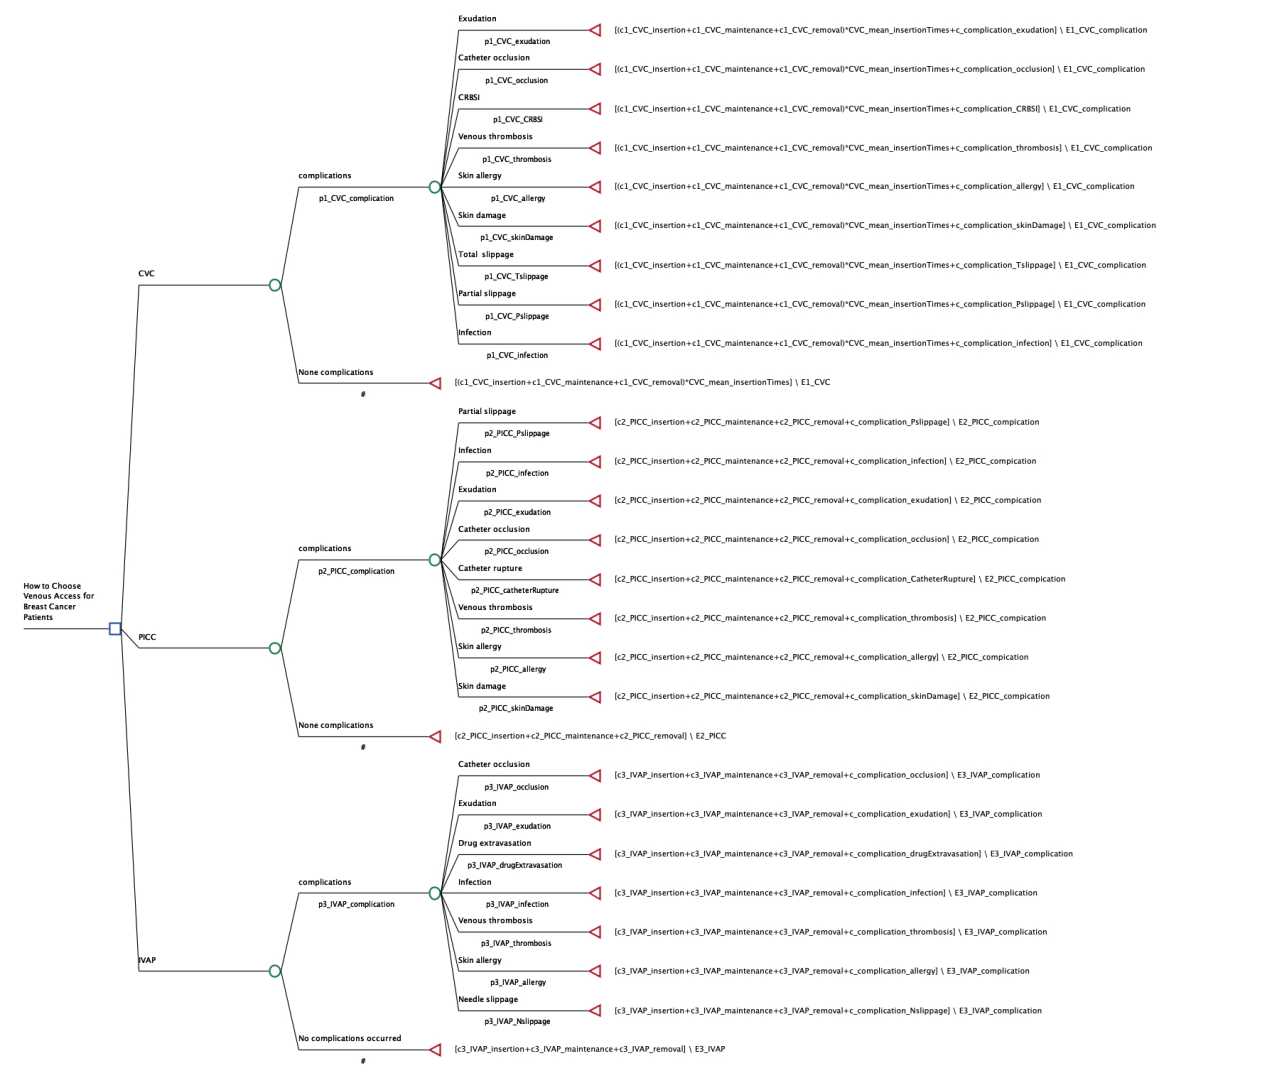 Exudation
[(c1_CVC_insertion+c1_CVC_maintenance+c1_CVC_removal)*CVC_mean_insertionTimes+c_complication_exudation] \ E1_CVC_complication
p1_CVC_exudation
Catheter occlusion
[(c1_CVC_insertion+c1_CVC_maintenance+c1_CVC_removal)*CVC_mean_insertionTimes+c_complication_occlusion] \ E1_CVC_complication
p1_CVC_occlusion
CRBSI
[(c1_CVC_insertion+c1_CVC_maintenance+c1_CVC_removal)*CVC_mean_insertionTimes+c_complication_CRBSI] \ E1_CVC_complication
p1_CVC_CRBSI
Venous thrombosis
[(c1_CVC_insertion+c1_CVC_maintenance+c1_CVC_removal)*CVC_mean_insertionTimes+c_complication_thrombosis] \ E1_CVC_complication
p1_CVC_thrombosis
complications
Skin allergy
[(c1_CVC_insertion+c1_CVC_maintenance+c1_CVC_removal)*CVC_mean_insertionTimes+c_complication_allergy] \ E1_CVC_complication
p1_CVC_complication
p1_CVC_allergy
Skin damage
[(c1_CVC_insertion+c1_CVC_maintenance+c1_CVC_removal)*CVC_mean_insertionTimes+c_complication_skinDamage] \ E1_CVC_complication
p1_CVC_skinDamage
Total slippage
[(c1_CVC_insertion+c1_CVC_maintenance+c1_CVC_removal)*CVC_mean_insertionTimes+c_complication_Tslippage] \ E1_CVC_complication
CVC
p1_CVC_Tslippage
Partial slippage
[(c1_CVC_insertion+c1_CVC_maintenance+c1_CVC_removal)*CVC_mean_insertionTimes+c_complication_Pslippage] \ E1_CVC_complication
p1_CVC_Pslippage
Infection
[(c1_CVC_insertion+c1_CVC_maintenance+c1_CVC_removal)*CVC_mean_insertionTimes+c_complication_infection] \ E1_CVC_complication
p1_CVC_infection
None complications
[(c1_CVC_insertion+c1_CVC_maintenance+c1_CVC_removal)*CVC_mean_insertionTimes] \ E1_CVC
#
Partial slippage
[c2_PICC_insertion+c2_PICC_maintenance+c2_PICC_removal+c_complication_Pslippage] \ E2_PICC_compication
p2_PICC_Pslippage
Infection
[c2_PICC_insertion+c2_PICC_maintenance+c2_PICC_removal+c_complication_infection] \ E2_PICC_compication
p2_PICC_infection
Exudation
[c2_PICC_insertion+c2_PICC_maintenance+c2_PICC_removal+c_complication_exudation] \ E2_PICC_compication
p2_PICC_exudation
Catheter occlusion
[c2_PICC_insertion+c2_PICC_maintenance+c2_PICC_removal+c_complication_occlusion] \ E2_PICC_compication
complications
p2_PICC_occlusion
p2_PICC_complication
Catheter rupture
[c2_PICC_insertion+c2_PICC_maintenance+c2_PICC_removal+c_complication_CatheterRupture] \ E2_PICC_compication
p2_PICC_catheterRupture
How to Choose
Venous Access for
Breast Cancer
Patients
Venous thrombosis
[c2_PICC_insertion+c2_PICC_maintenance+c2_PICC_removal+c_complication_thrombosis] \ E2_PICC_compication
p2_PICC_thrombosis
PICC
Skin allergy
[c2_PICC_insertion+c2_PICC_maintenance+c2_PICC_removal+c_complication_allergy] \ E2_PICC_compication
p2_PICC_allergy
Skin damage
[c2_PICC_insertion+c2_PICC_maintenance+c2_PICC_removal+c_complication_skinDamage] \ E2_PICC_compication
p2_PICC_skinDamage
None complications
[c2_PICC_insertion+c2_PICC_maintenance+c2_PICC_removal] \ E2_PICC
#
Catheter occlusion
[c3_IVAP_insertion+c3_IVAP_maintenance+c3_IVAP_removal+c_complication_occlusion] \ E3_IVAP_complication
p3_IVAP_occlusion
Exudation
[c3_IVAP_insertion+c3_IVAP_maintenance+c3_IVAP_removal+c_complication_exudation] \ E3_IVAP_complication
p3_IVAP_exudation
Drug extravasation
[c3_IVAP_insertion+c3_IVAP_maintenance+c3_IVAP_removal+c_complication_drugExtravasation] \ E3_IVAP_complication
p3_IVAP_drugExtravasation
complications
Infection
[c3_IVAP_insertion+c3_IVAP_maintenance+c3_IVAP_removal+c_complication_infection] \ E3_IVAP_complication
p3_IVAP_complication
p3_IVAP_infection
Venous thrombosis
[c3_IVAP_insertion+c3_IVAP_maintenance+c3_IVAP_removal+c_complication_thrombosis] \ E3_IVAP_complication
p3_IVAP_thrombosis
IVAP
Skin allergy
[c3_IVAP_insertion+c3_IVAP_maintenance+c3_IVAP_removal+c_complication_allergy] \ E3_IVAP_complication
p3_IVAP_allergy
Needle slippage
[c3_IVAP_insertion+c3_IVAP_maintenance+c3_IVAP_removal+c_complication_Nslippage] \ E3_IVAP_complication
p3_IVAP_Nslippage
No complications occurred
[c3_IVAP_insertion+c3_IVAP_maintenance+c3_IVAP_removal] \ E3_IVAP
#